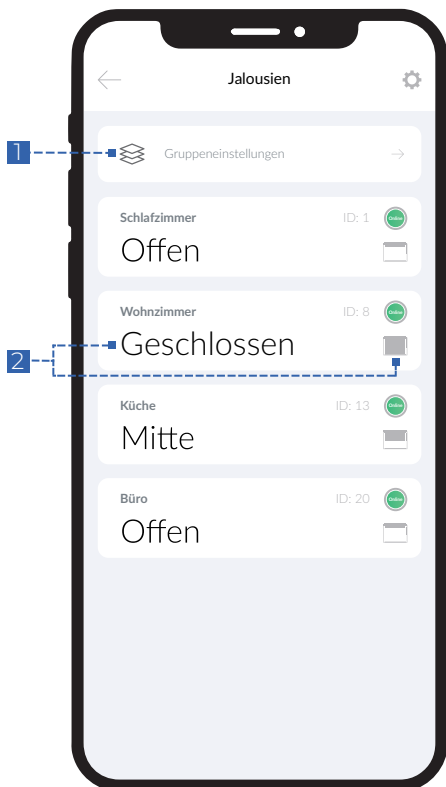 Jalousien
1
Gruppeneinstellungen
Schlafzimmer ID: 1 Online
Offen
Wohnzimmer ID: 8 Online
Geschlossen
2
Küche ID: 13 Online
Mitte
Büro ID: 20 Online
Offen